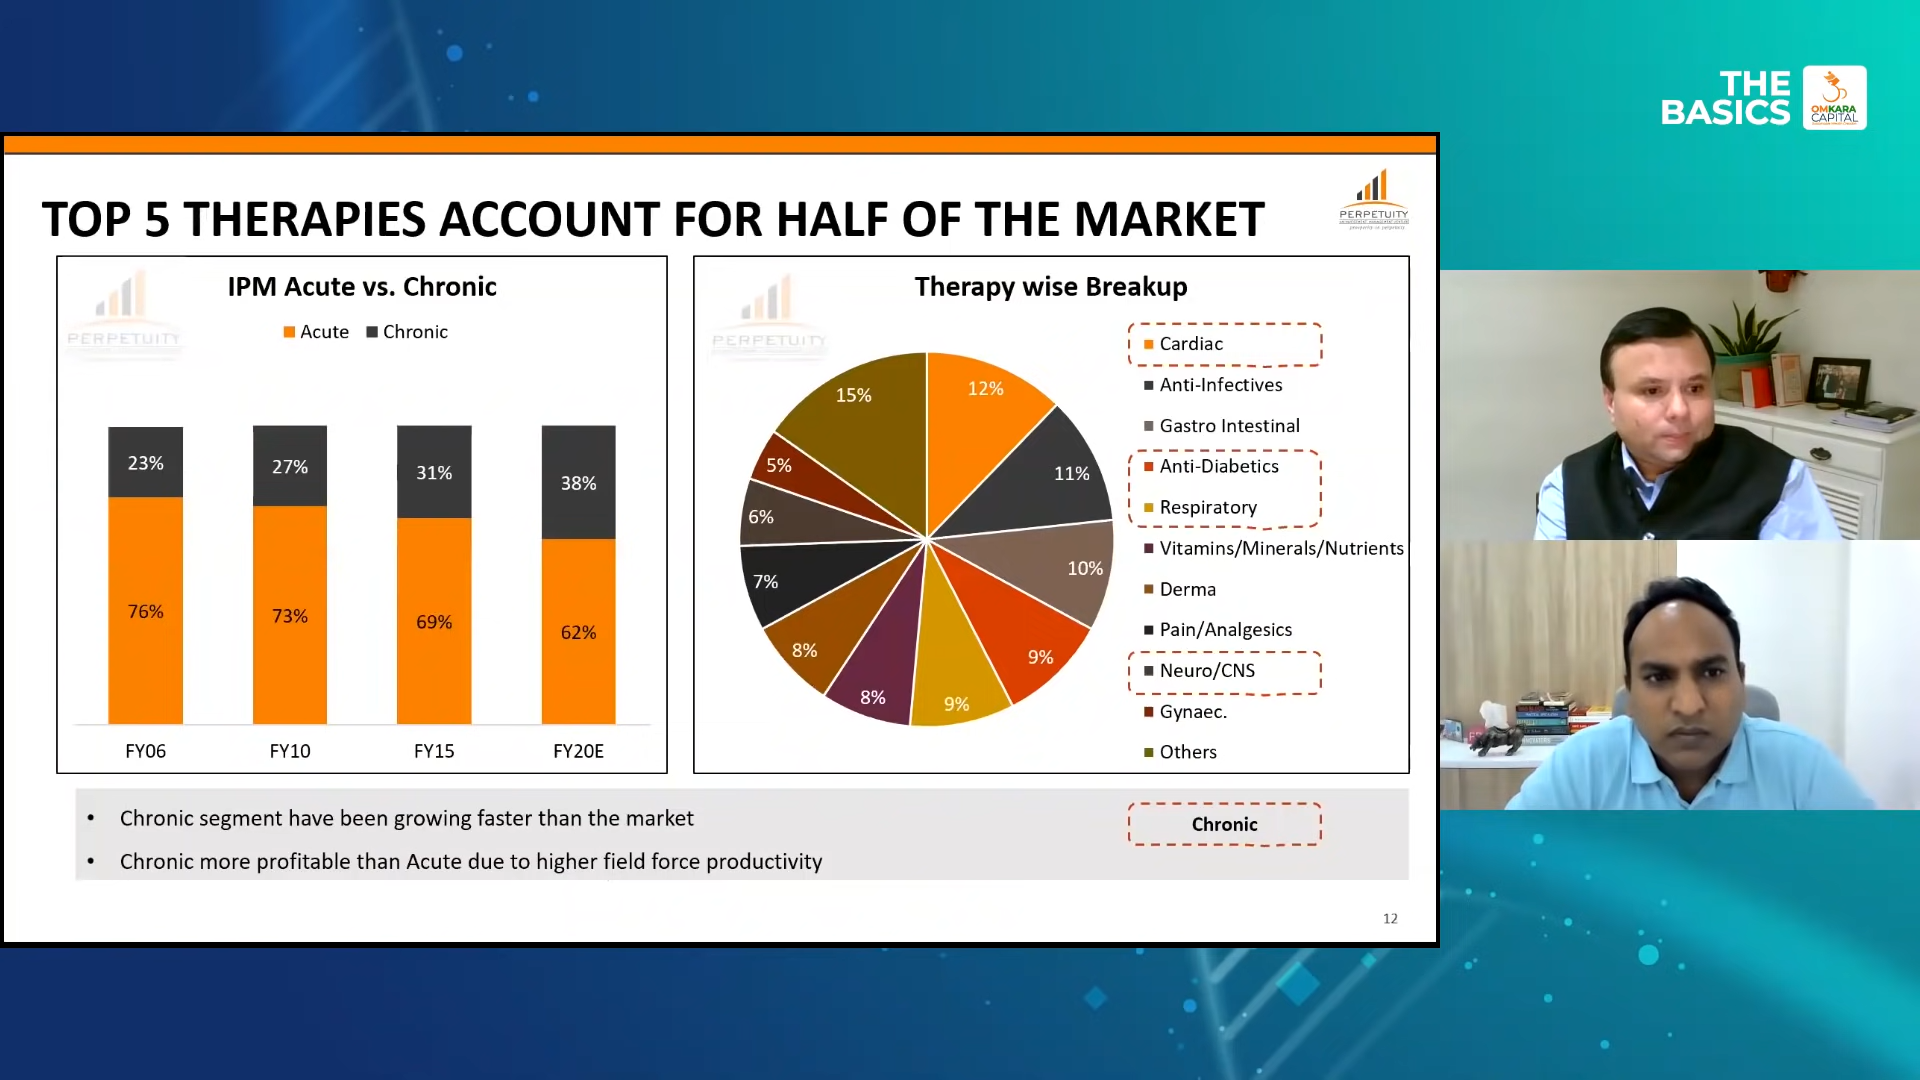 THE
BASICS
OMKARA
CAPITAL
PERPETUITY
TOP 5 THERAPIES ACCOUNT FOR HALF OF THE MARKET
PERPETUITY
IPM Acute vs. Chronic
Acute Chronic
23% 27% 31% 38%
76% 73% 69% 62%
FY06 FY10 FY15 FY20E
PERPETUITY
Therapy wise Breakup
12%
11%
10%
9%
9%
8%
8%
7%
6%
5%
15%
Cardiac
Anti-Infectives
Gastro Intestinal
Anti-Diabetics
Respiratory
Vitamins/Minerals/Nutrients
Derma
Pain/Analgesics
Neuro/CNS
Gynaec.
Others
• Chronic segment have been growing faster than the market
• Chronic more profitable than Acute due to higher field force productivity
Chronic
12